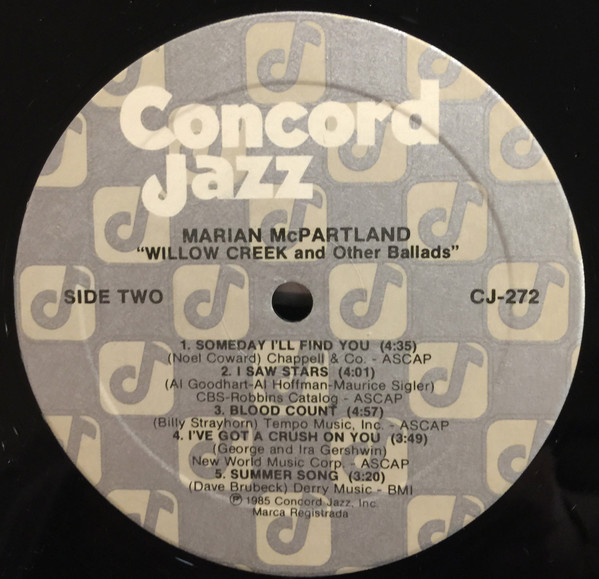 Concord
Jazz
MARIAN McPARTLAND
"WILLOW CREEK and Other Ballads"
SIDE TWO
CJ-272
1. SOMEDAY I'LL FIND YOU (4:35)
(Noel Coward) Chappell & Co. - ASCAP
2. I SAW STARS (4:01)
(Al Goodhart-Al Hoffman-Maurice Sigler)
CBS-Robbins Catalog - ASCAP
3. BLOOD COUNT (4:57)
(Billy Strayhorn) Tempo Music, Inc. - ASCAP
4. I'VE GOT A CRUSH ON YOU (3:49)
(George and Ira Gershwin)
New World Music Corp. - ASCAP
5. SUMMER SONG (3:20)
(Dave Brubeck) Derry Music - BMI
℗ 1985 Concord Jazz, Inc.
Marca Registrada